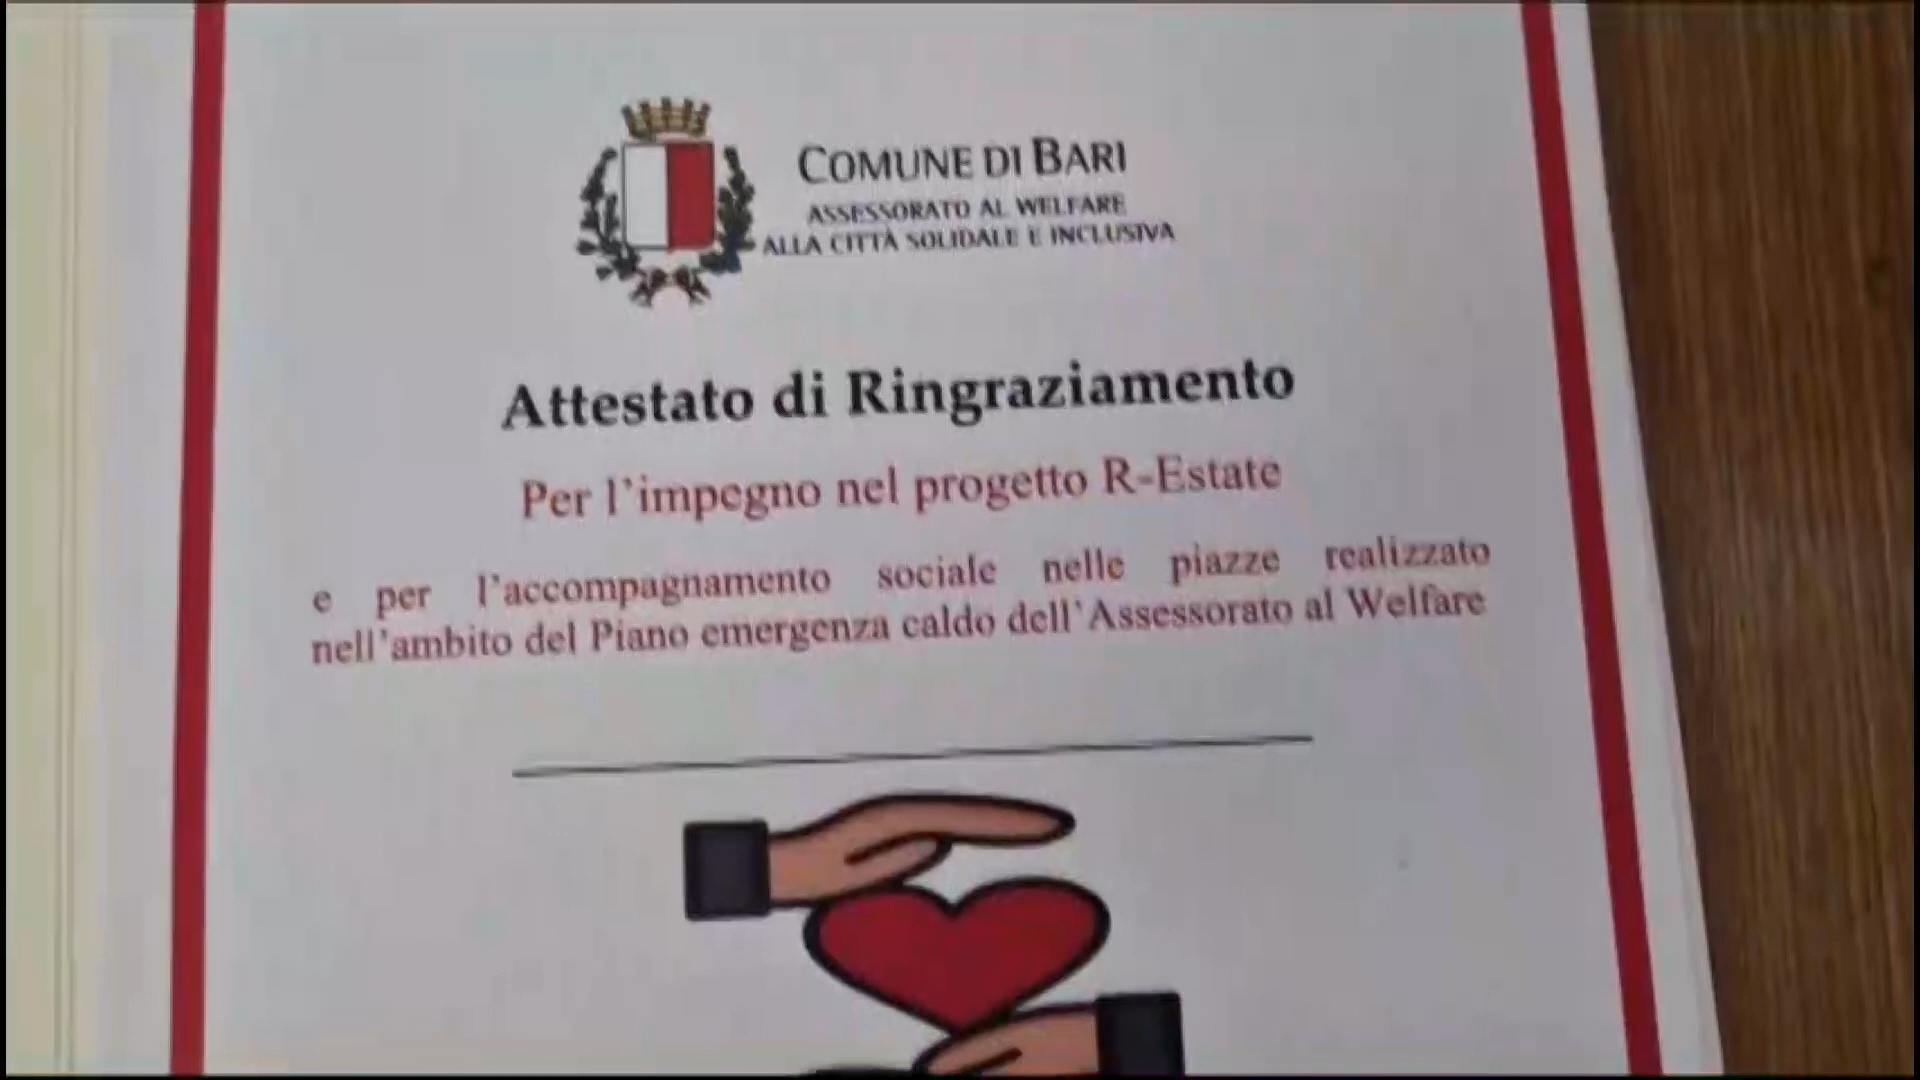 COMUNE DI BARI
ASSESSORATO AL WELFARE
ALLA CITTÀ SOLIDALE E INCLUSIVA
Attestato di Ringraziamento
Per l'impegno nel progetto R-Estate
e per l'accompagnamento sociale nelle piazze realizzato
nell'ambito del Piano emergenza caldo dell'Assessorato al Welfare